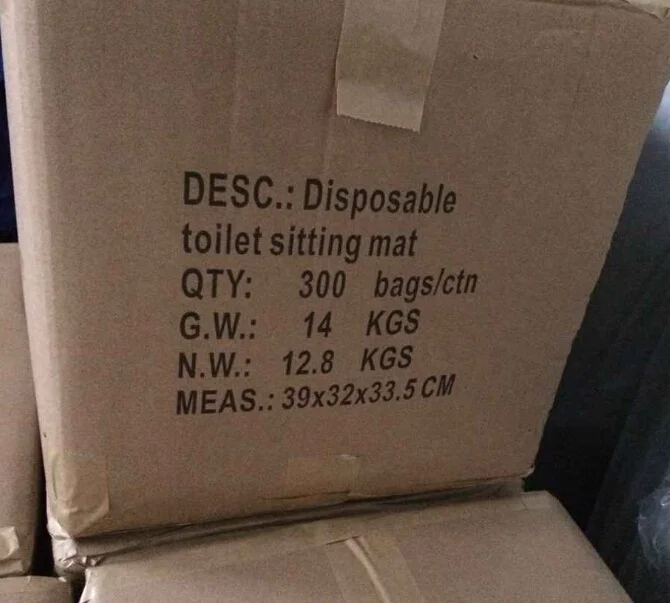 DESC.: Disposable
toilet sitting mat
QTY: 300 bags/ctn
G.W.: 14 KGS
N.W.: 12.8 KGS
MEAS.: 39x32x33.5 CM